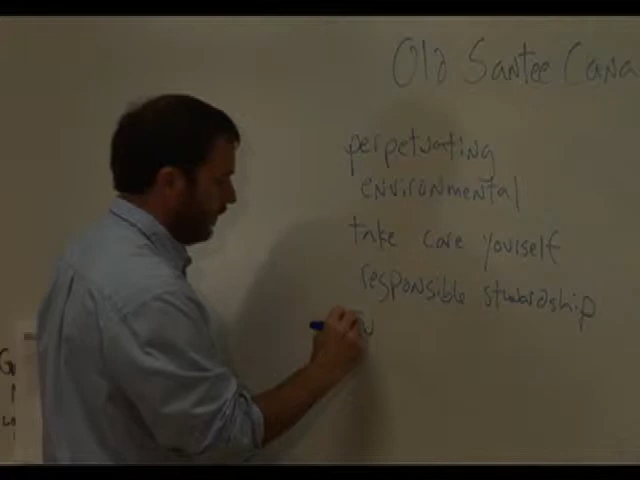 Old Santee Cana
perpetuating
environmental
take care yourself
responsible stewardship